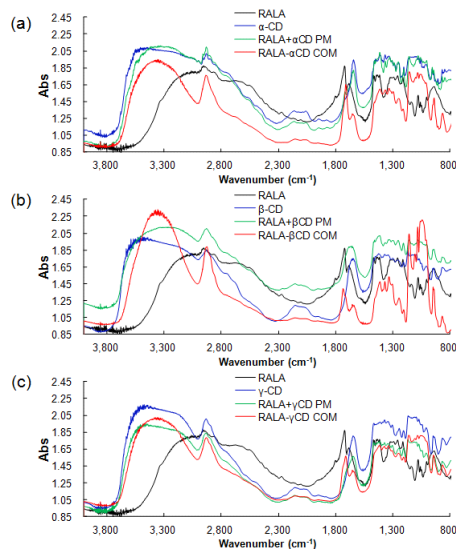 (a)
2.45
2.25
2.05
1.85
1.65
1.45
1.25
1.05
0.85
Abs
RALA
α-CD
RALA+αCD PM
RALA-αCD COM
3,800 3,300 2,800 2,300 1,800 1,300 800
Wavenumber (cm-1)
(b)
2.45
2.25
2.05
1.85
1.65
1.45
1.25
1.05
0.85
Abs
RALA
β-CD
RALA+βCD PM
RALA-βCD COM
3,800 3,300 2,800 2,300 1,800 1,300 800
Wavenumber (cm-1)
(c)
2.45
2.25
2.05
1.85
1.65
1.45
1.25
1.05
0.85
Abs
RALA
γ-CD
RALA+γCD PM
RALA-γCD COM
3,800 3,300 2,800 2,300 1,800 1,300 800
Wavenumber (cm-1)